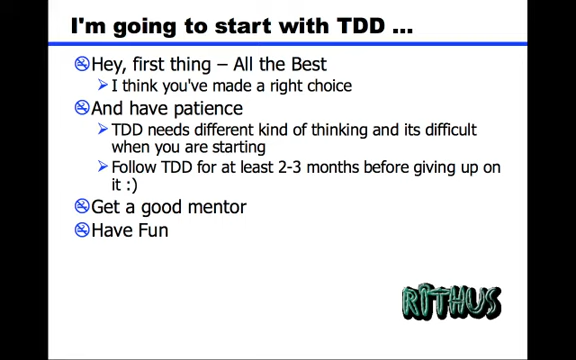 I'm going to start with TDD ...
Hey, first thing – All the Best
I think you've made a right choice
And have patience
TDD needs different kind of thinking and its difficult
when you are starting
Follow TDD for at least 2-3 months before giving up on
it :)
Get a good mentor
Have Fun
RITHUS